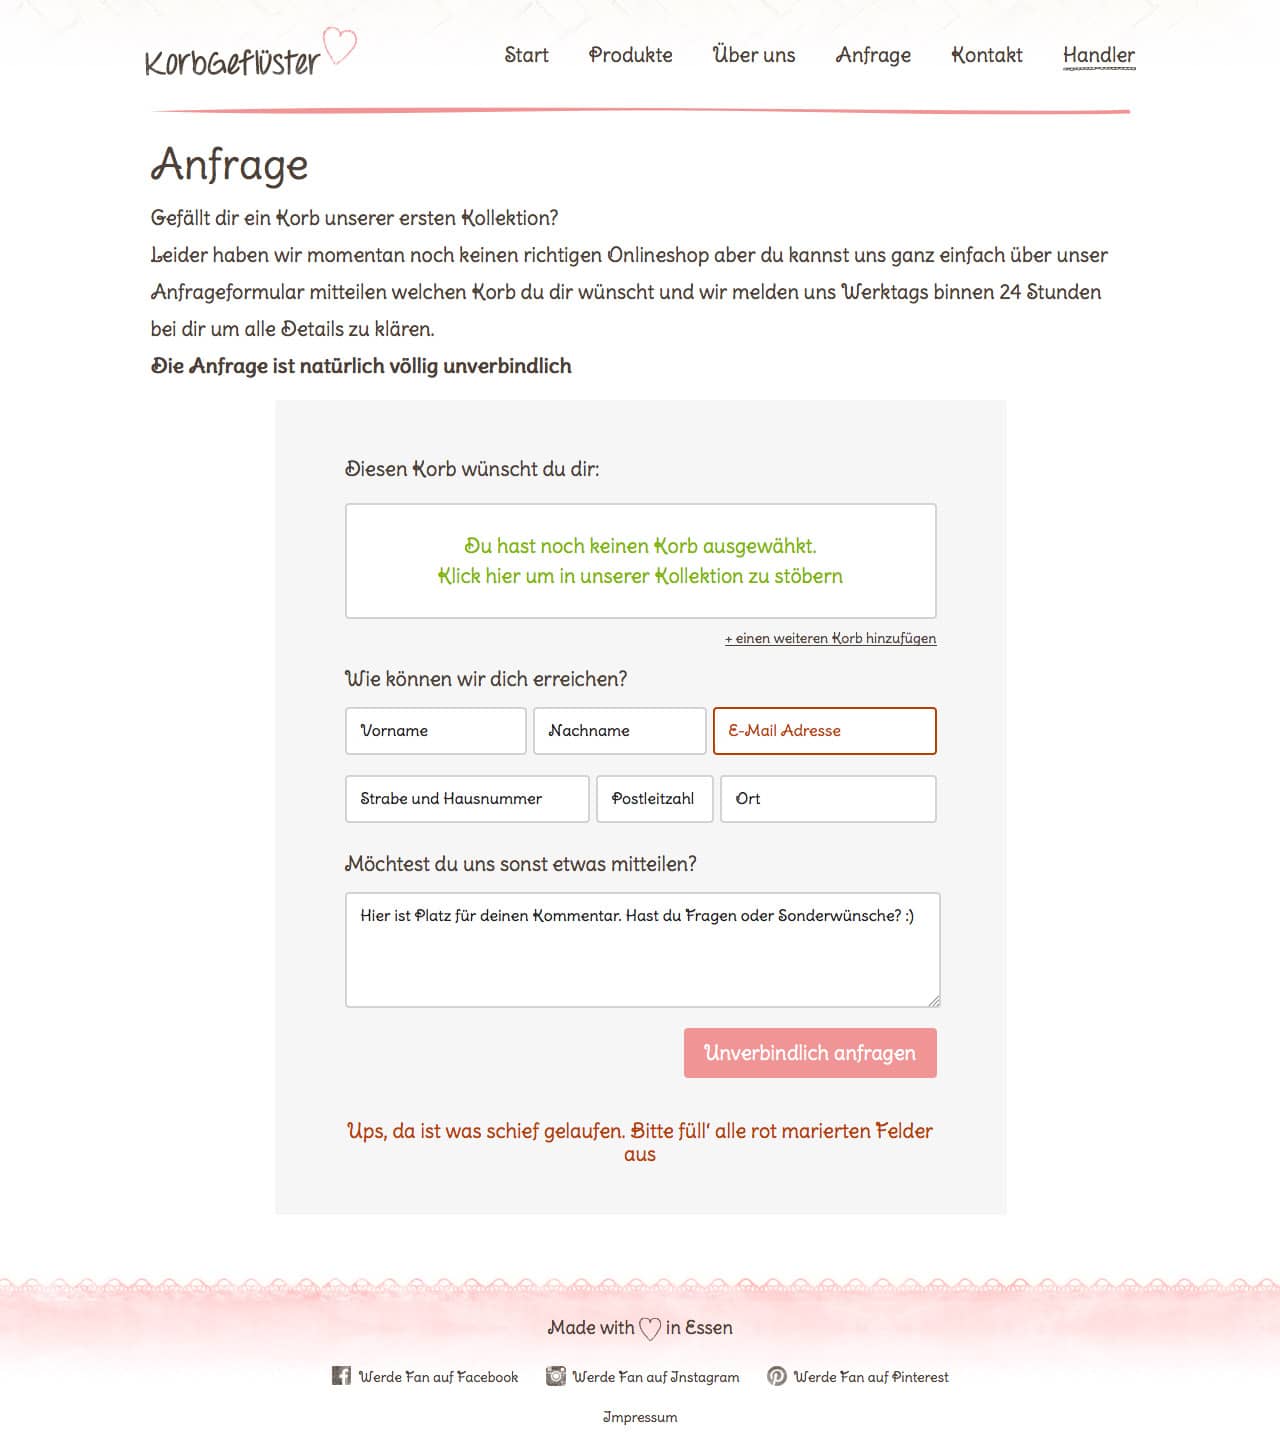 KorbGeflüster
Start Produkte Über uns Anfrage Kontakt Handler
Anfrage
Gefällt dir ein Korb unserer ersten Kollektion?
Leider haben wir momentan noch keinen richtigen Onlineshop aber du kannst uns ganz einfach über unser
Anfrageformular mitteilen welchen Korb du dir wünscht und wir melden uns Werktags binnen 24 Stunden
bei dir um alle Details zu klären.
Die Anfrage ist natürlich völlig unverbindlich
Diesen Korb wünscht du dir:
Du hast noch keinen Korb ausgewähkt.
Klick hier um in unserer Kollektion zu stöbern
+ einen weiteren Korb hinzufügen
Wie können wir dich erreichen?
Vorname Nachname E-Mail Adresse
Strabe und Hausnummer Postleitzahl Ort
Möchtest du uns sonst etwas mitteilen?
Hier ist Platz für deinen Kommentar. Hast du Fragen oder Sonderwünsche? :)
Unverbindlich anfragen
Ups, da ist was schief gelaufen. Bitte füll’ alle rot marierten Felder
aus
Made with in Essen
Werde Fan auf Facebook Werde Fan auf Instagram Werde Fan auf Pinterest
Impressum